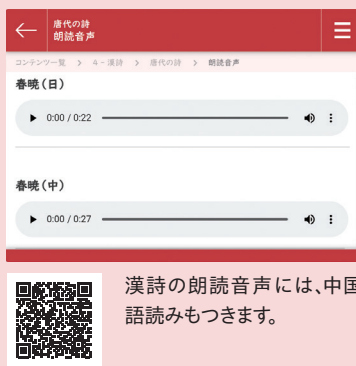 唐代の詩
朗読音声
コンテンツ一覧 > 4-漢詩 > 唐代の詩 > 朗読音声
春暁(日)
0:00 / 0:22
春暁(中)
0:00 / 0:27
漢詩の朗読音声には、中国
語読みもつきます。